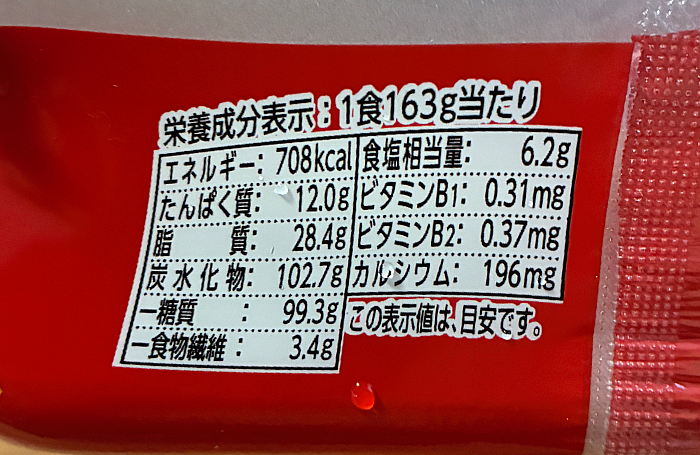 栄養成分表示：1食163g当たり
エネルギー：708kcal
たんぱく質：12.0g
脂質：28.4g
炭水化物：102.7g
ー糖質：99.3g
ー食物繊維：3.4g
食塩相当量：6.2g
ビタミンB1：0.31mg
ビタミンB2：0.37mg
カルシウム：196mg
この表示値は、目安です。